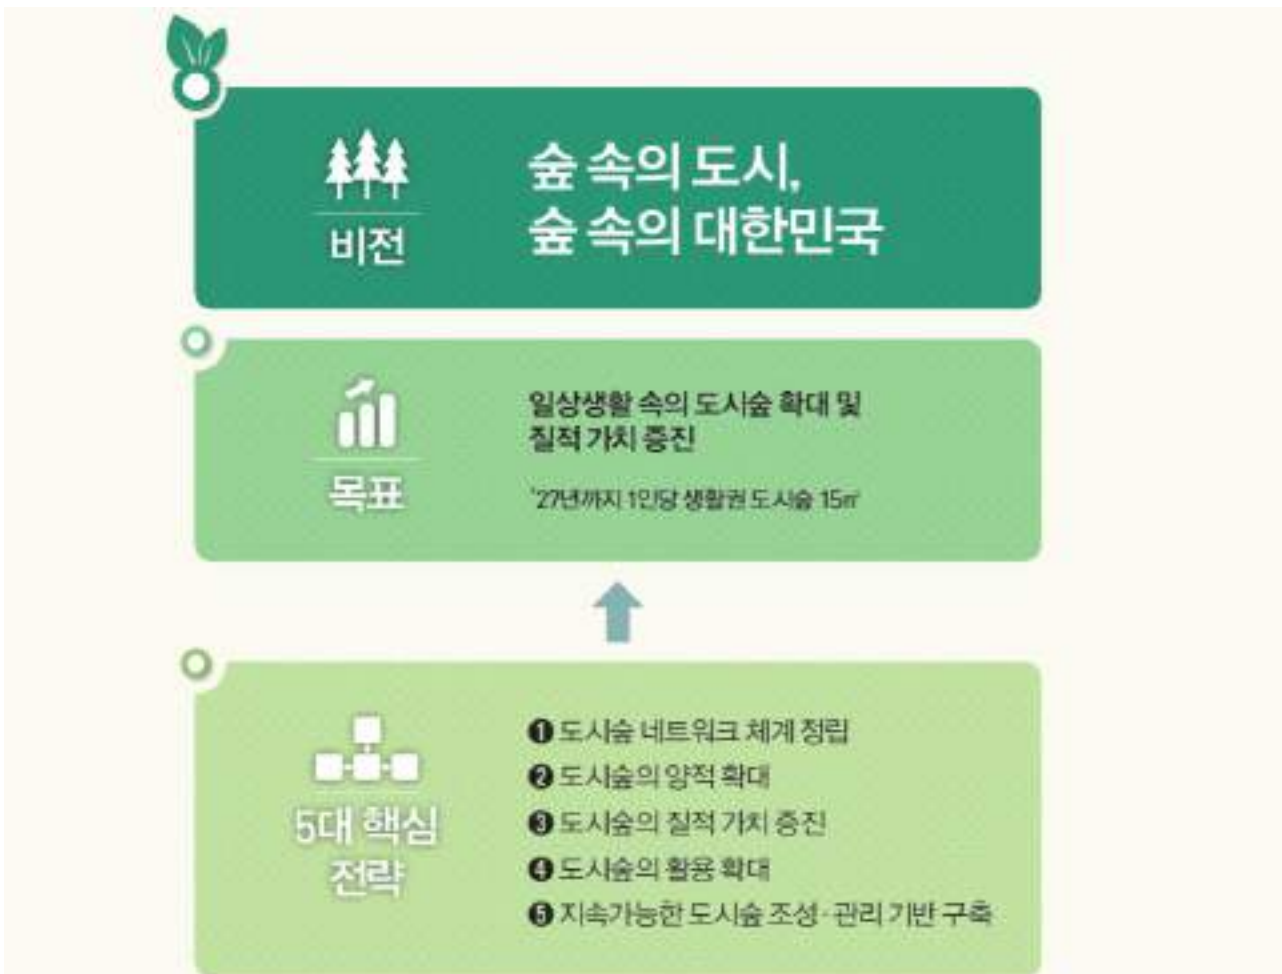 비전
숲 속의 도시,
숲 속의 대한민국
목표
일상생활 속의 도시숲 확대 및
질적 가치 증진
'27년까지 1인당 생활권 도시숲 15㎡
5대 핵심
전략
❶ 도시숲 네트워크 체계 정립
❷ 도시숲의 양적 확대
❸ 도시숲의 질적 가치 증진
❹ 도시숲의 활용 확대
❺ 지속가능한 도시숲 조성·관리 기반 구축